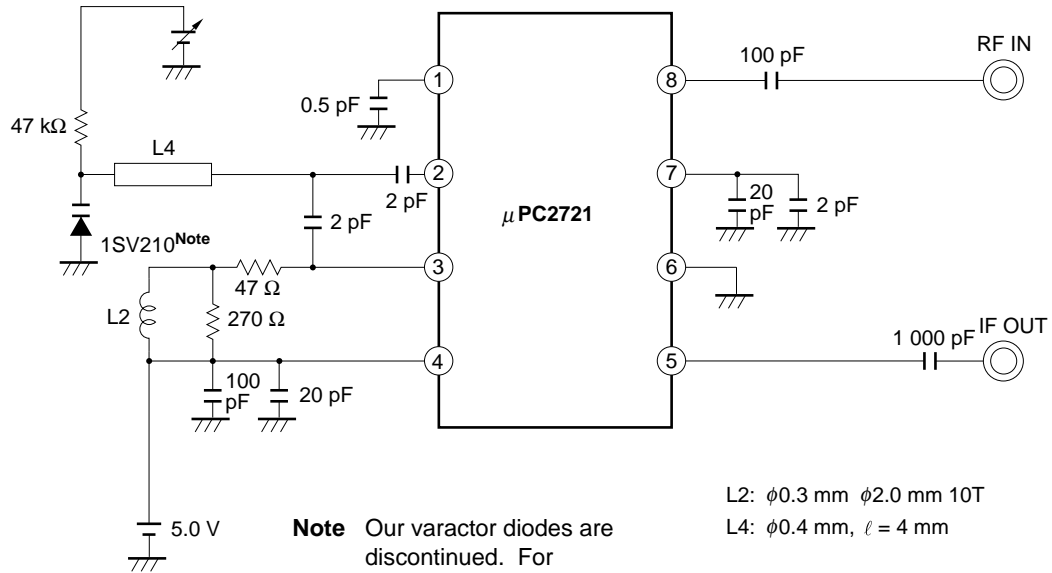 RF IN
100 pF
1
8
0.5 pF
47 kΩ
L4
2
7
2 pF
20 pF
2 pF
μPC2721
2 pF
1SV210Note
3
6
47 Ω
L2
270 Ω
IF OUT
1 000 pF
4
5
100 pF
20 pF
L2: φ0.3 mm φ2.0 mm 10T
L4: φ0.4 mm, ℓ = 4 mm
5.0 V
Note Our varactor diodes are
discontinued. For